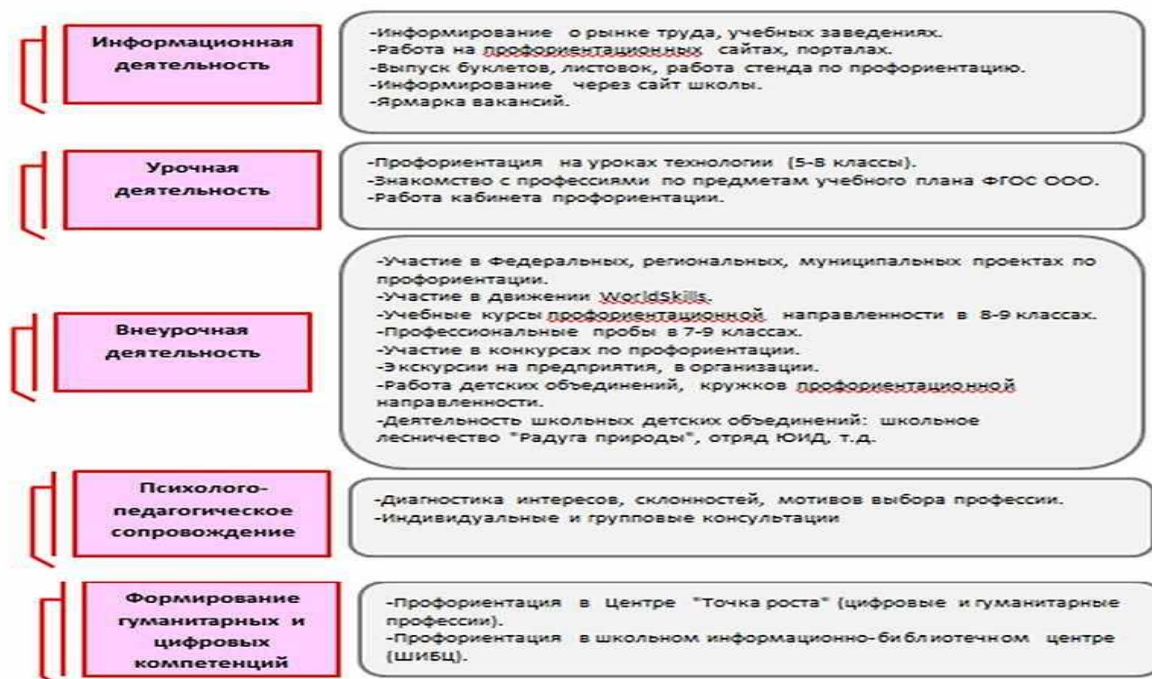 Информационная
деятельность
-Информирование о рынке труда, учебных заведениях.
-Работа на профориентационных сайтах, порталах.
-Выпуск буклетов, листовок, работа стенда по профориентацию.
-Информирование через сайт школы.
-Ярмарка вакансий.
Урочная
деятельность
-Профориентация на уроках технологии (5-8 классы).
-Знакомство с профессиями по предметам учебного плана ФГОС ООО.
-Работа кабинета профориентации.
Внеурочная
деятельность
-Участие в Федеральных, региональных, муниципальных проектах по
профориентации.
-Участие в движении WorldSkills.
-Учебные курсы профориентационной направленности в 8-9 классах.
-Профессиональные пробы в 7-9 классах.
-Участие в конкурсах по профориентации.
-Экскурсии на предприятия, в организации.
-Работа детских объединений, кружков профориентационной
направленности.
-Деятельность школьных детских объединений: школьное
лесничество "Радуга природы", отряд ЮИД, т.д.
Психолого-
педагогическое
сопровождение
-Диагностика интересов, склонностей, мотивов выбора профессии.
-Индивидуальные и групповые консультации
Формирование
гуманитарных и
цифровых
компетенций
-Профориентация в Центре "Точка роста" (цифровые и гуманитарные
профессии).
-Профориентация в школьном информационно-библиотечном центре
(ШИБЦ).